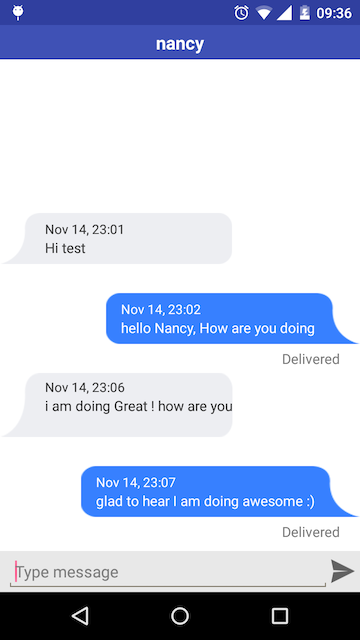 09:36
nancy
Nov 14, 23:01
Hi test
Nov 14, 23:02
hello Nancy, How are you doing
Delivered
Nov 14, 23:06
i am doing Great ! how are you
Nov 14, 23:07
glad to hear I am doing awesome :)
Delivered
Type message